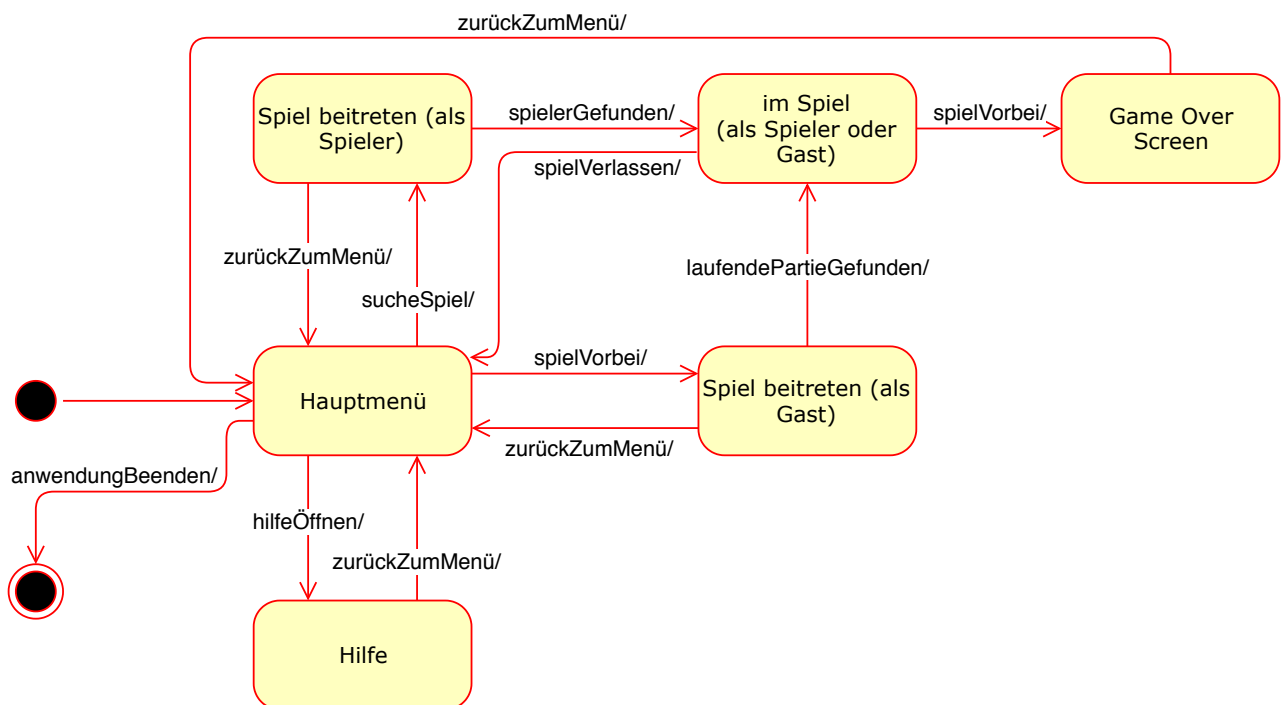 zurückZumMenü/
Spiel beitreten (als
Spieler)
spielerGefunden/
im Spiel
(als Spieler oder
Gast)
spielVorbei/
Game Over
Screen
spielVerlassen/
zurückZumMenü/
sucheSpiel/
laufendePartieGefunden/
Hauptmenü
spielVorbei/
Spiel beitreten (als
Gast)
zurückZumMenü/
anwendungBeenden/
hilfeÖffnen/
zurückZumMenü/
Hilfe